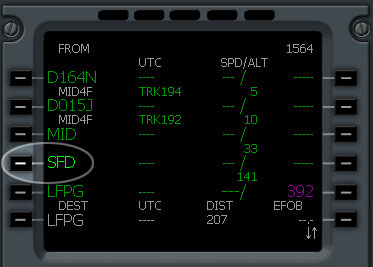 FROM 1564
UTC SPD/ALT
D164N ---- --- / ----
MID4F TRK194 5
D015J ---- --- / ----
MID4F TRK192 10
MID ---- --- / ----
33
SFD ---- --- / ----
141
LFPG ---- ---/ 392
DEST UTC DIST EFOB
LFPG ---- 207 --.-
↓↑